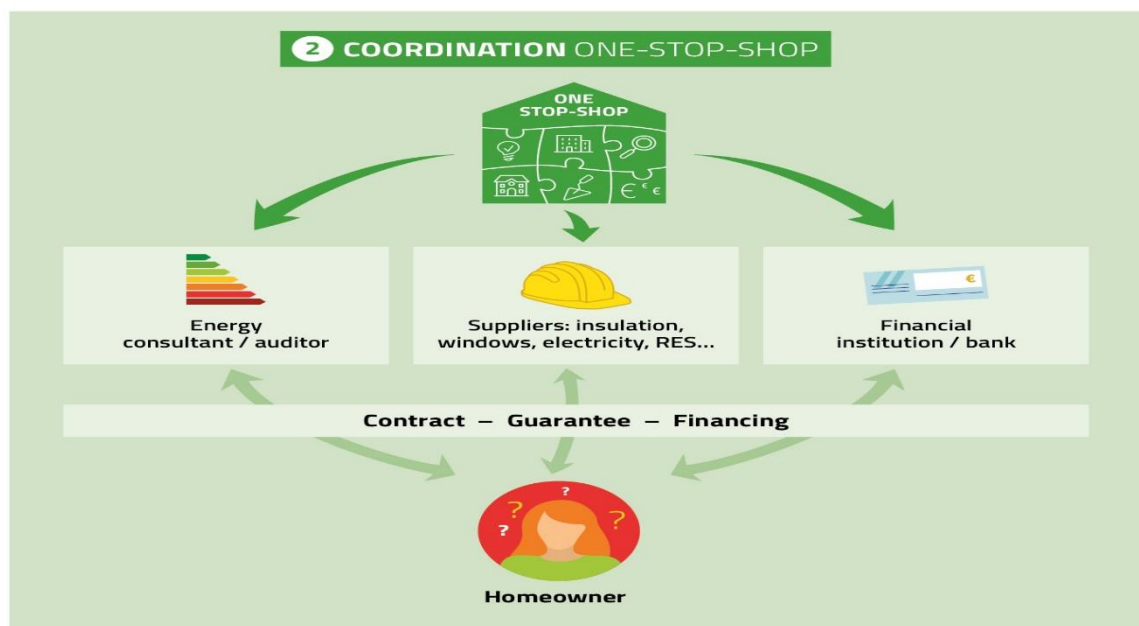 2 COORDINATION ONE-STOP-SHOP
ONE
STOP-SHOP
€ € €
Energy
consultant / auditor
Suppliers: insulation,
windows, electricity, RES...
€
Financial
institution / bank
Contract – Guarantee – Financing
? ? ? ?
Homeowner